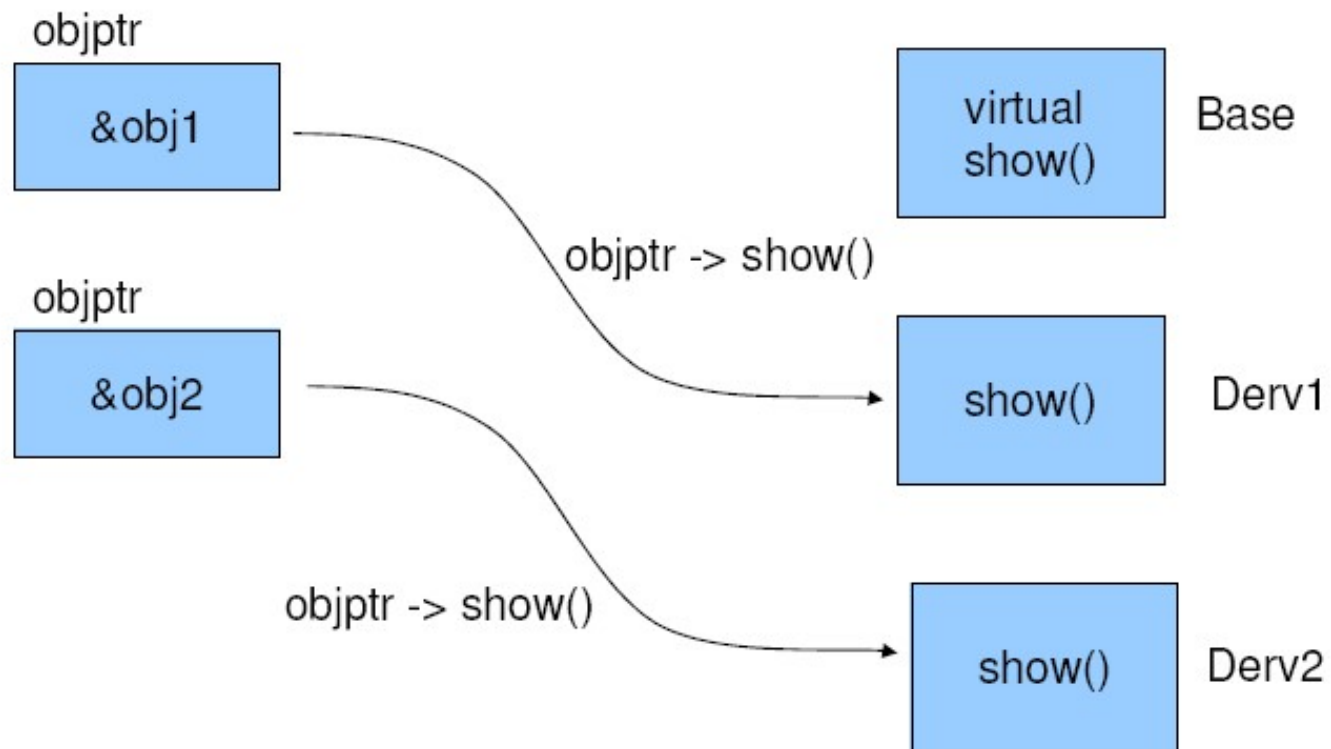 objptr
&obj1
virtual
show()
Base
objptr -> show()
objptr
&obj2
show()
Derv1
objptr -> show()
show()
Derv2